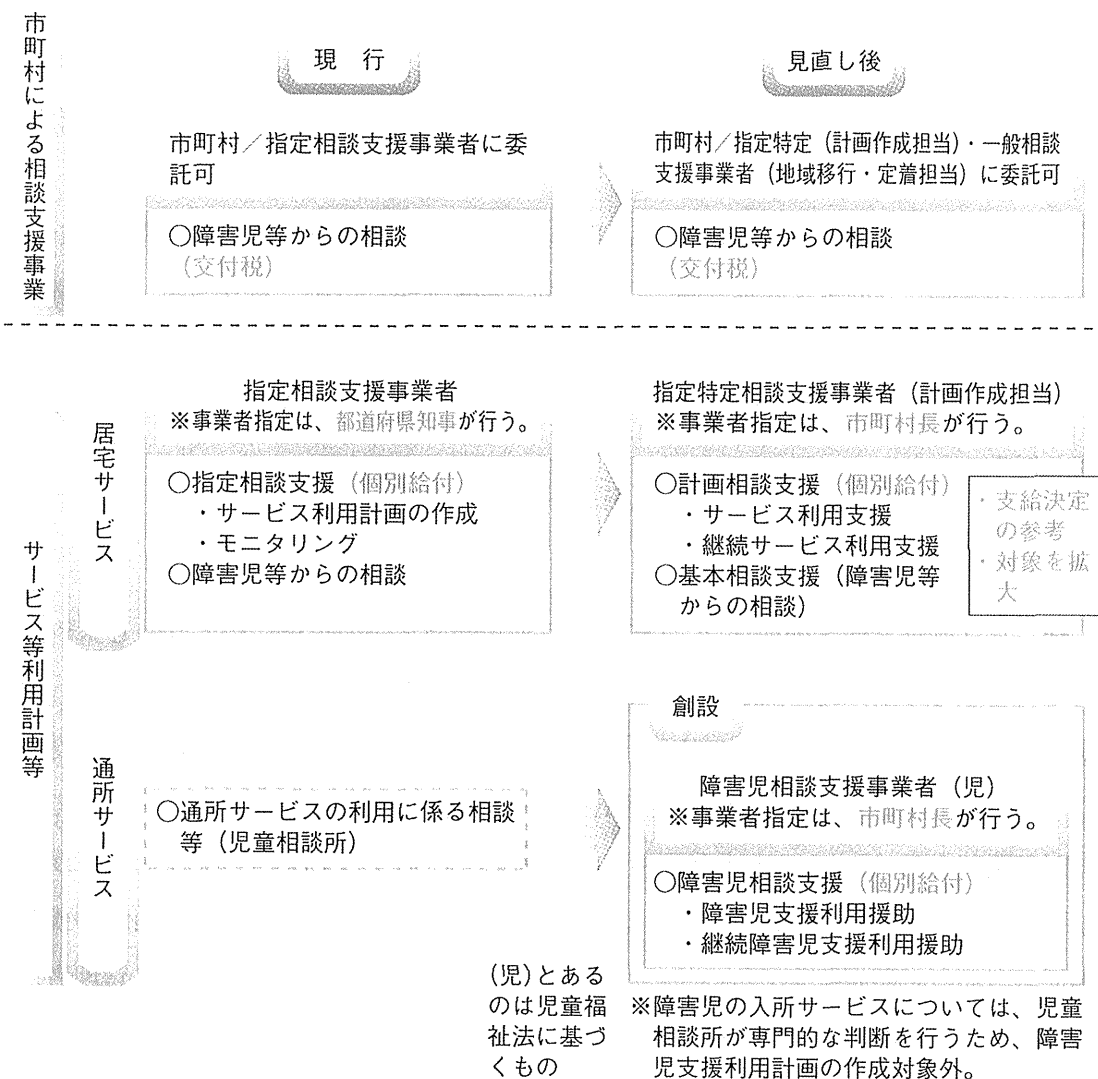 市町村による相談支援事業
現　行
見直し後
市町村／指定相談支援事業者に委
託可
市町村／指定特定（計画作成担当）・一般相談
支援事業者（地域移行・定着担当）に委託可
○障害児等からの相談
（交付税）
○障害児等からの相談
（交付税）
サービス等利用計画等
居宅サービス
指定相談支援事業者
※事業者指定は、都道府県知事が行う。
○指定相談支援（個別給付）
・サービス利用計画の作成
・モニタリング
○障害児等からの相談
指定特定相談支援事業者（計画作成担当）
※事業者指定は、市町村長が行う。
○計画相談支援（個別給付）
・サービス利用支援
・継続サービス利用支援
○基本相談支援（障害児等
からの相談）
・支給決定
の参考
・対象を拡
大
通所サービス
○通所サービスの利用に係る相談
等（児童相談所）
創設
障害児相談支援事業者（児）
※事業者指定は、市町村長が行う。
○障害児相談支援（個別給付）
・障害児支援利用援助
・継続障害児支援利用援助
(児)とある
のは児童福
祉法に基づ
くもの
※障害児の入所サービスについては、児童
相談所が専門的な判断を行うため、障害
児支援利用計画の作成対象外。